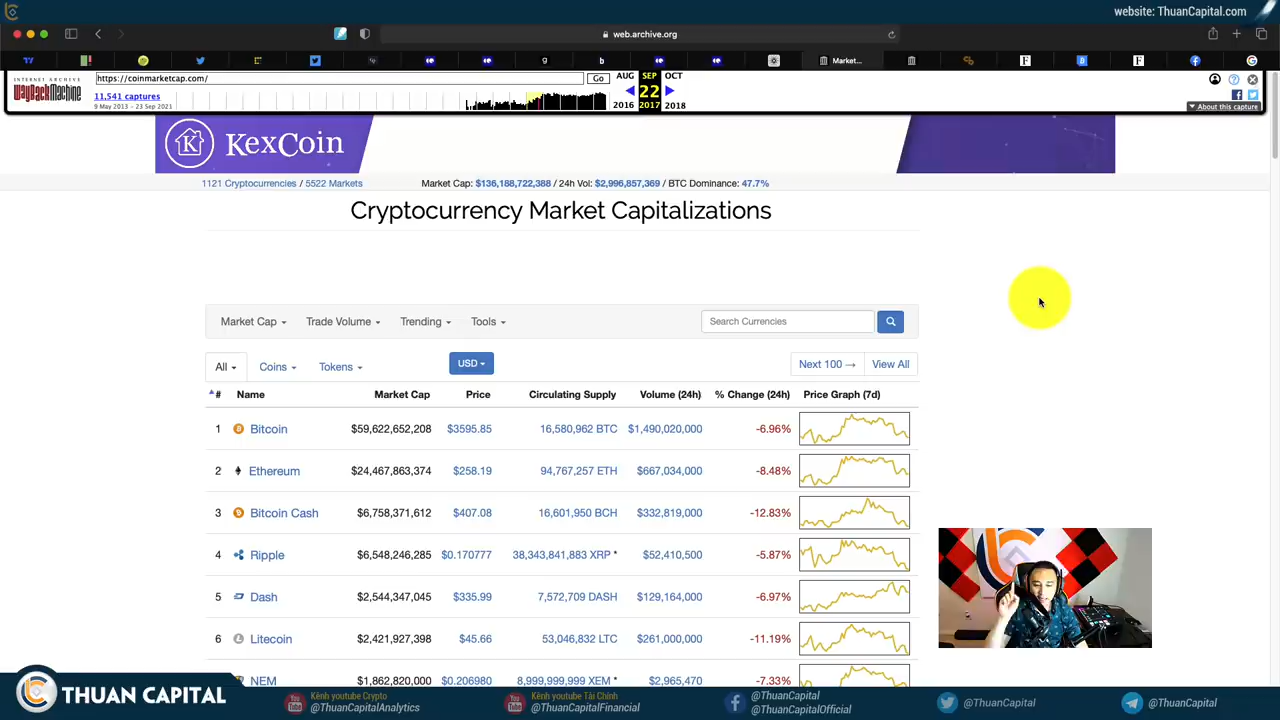 website: ThuanCapital.com
web.archive.org
Market...
INTERNET ARCHIVE
WayBackMachine
https://coinmarketcap.com/
Go
AUG SEP OCT
22
2016 2017 2018
11,541 captures
9 May 2013 – 23 Sep 2021
About this capture
KexCoin
1121 Cryptocurrencies / 5522 Markets
Market Cap: $136,188,722,388 / 24h Vol: $2,996,857,369 / BTC Dominance: 47.7%
Cryptocurrency Market Capitalizations
Market Cap Trade Volume Trending Tools Search Currencies
All Coins Tokens USD Next 100 → View All
# Name Market Cap Price Circulating Supply Volume (24h) % Change (24h) Price Graph (7d)
1 Bitcoin $59,622,652,208 $3595.85 16,580,962 BTC $1,490,020,000 -6.96%
2 Ethereum $24,467,863,374 $258.19 94,767,257 ETH $667,034,000 -8.48%
3 Bitcoin Cash $6,758,371,612 $407.08 16,601,950 BCH $332,819,000 -12.83%
4 Ripple $6,548,246,285 $0.170777 38,343,841,883 XRP * $52,410,500 -5.87%
5 Dash $2,544,347,045 $335.99 7,572,709 DASH $129,164,000 -6.97%
6 Litecoin $2,421,927,398 $45.66 53,046,832 LTC $261,000,000 -11.19%
NEM $1,862,820,000 $0.206980 8,999,999,999 XEM * $2,965,470 -7.33%
THUAN CAPITAL
Kênh youtube Crypto
@ThuanCapitalAnalytics
Kênh youtube Tài Chính
@ThuanCapitalFinancial
@ThuanCapital
@ThuanCapitalOfficial
@ThuanCapital
@ThuanCapital